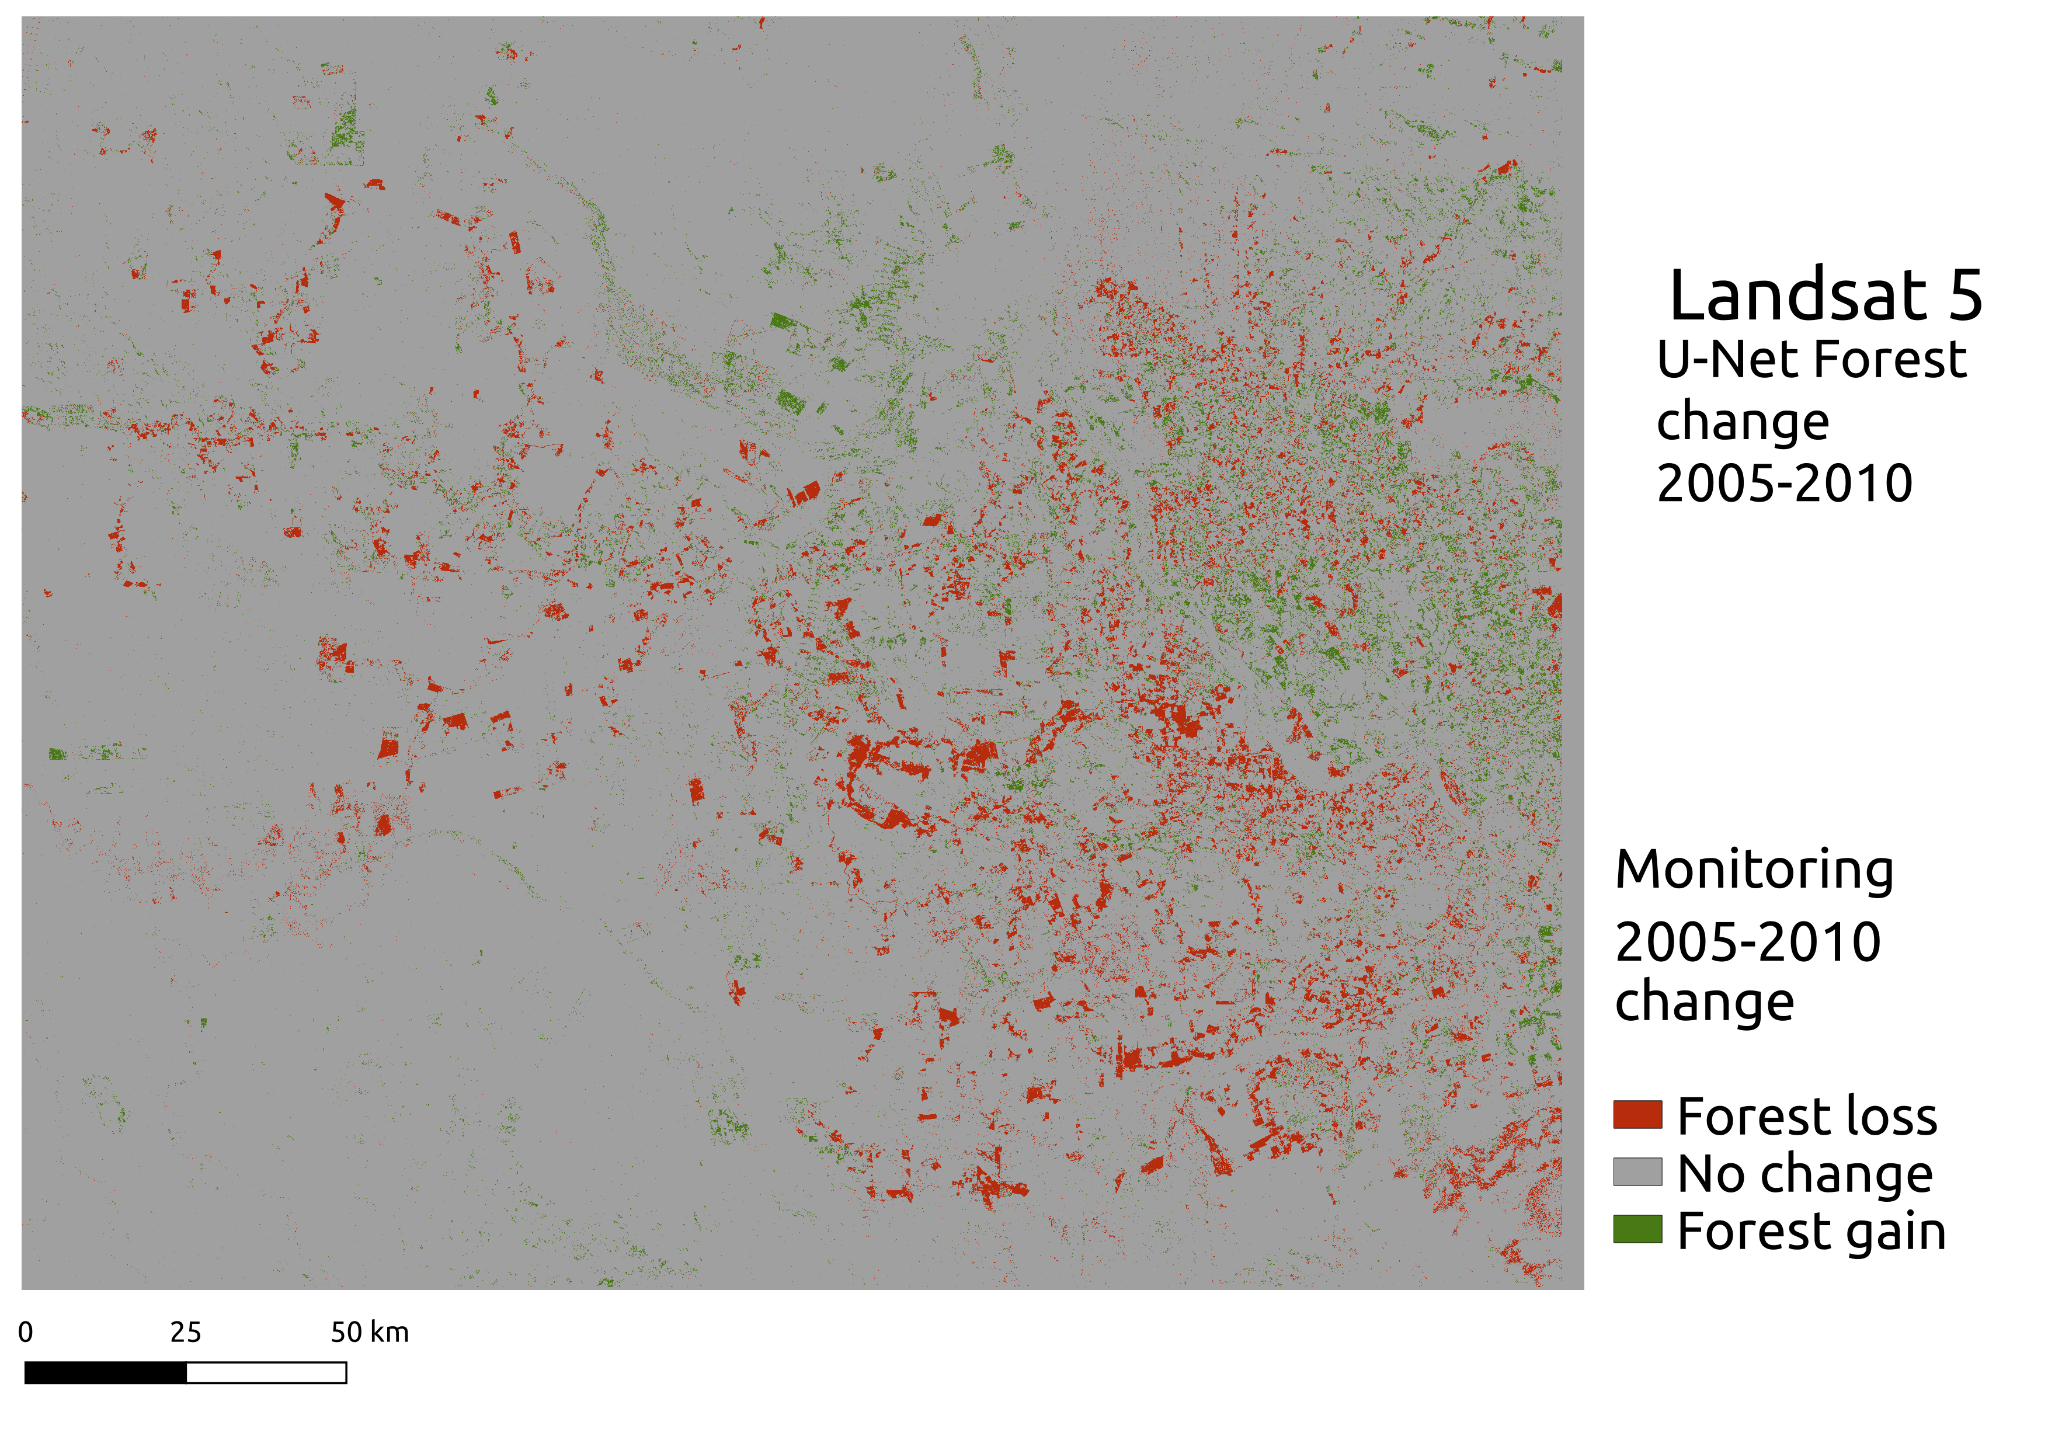 Landsat 5
U-Net Forest
change
2005-2010
Monitoring
2005-2010
change
Forest loss
No change
Forest gain
0 25 50 km